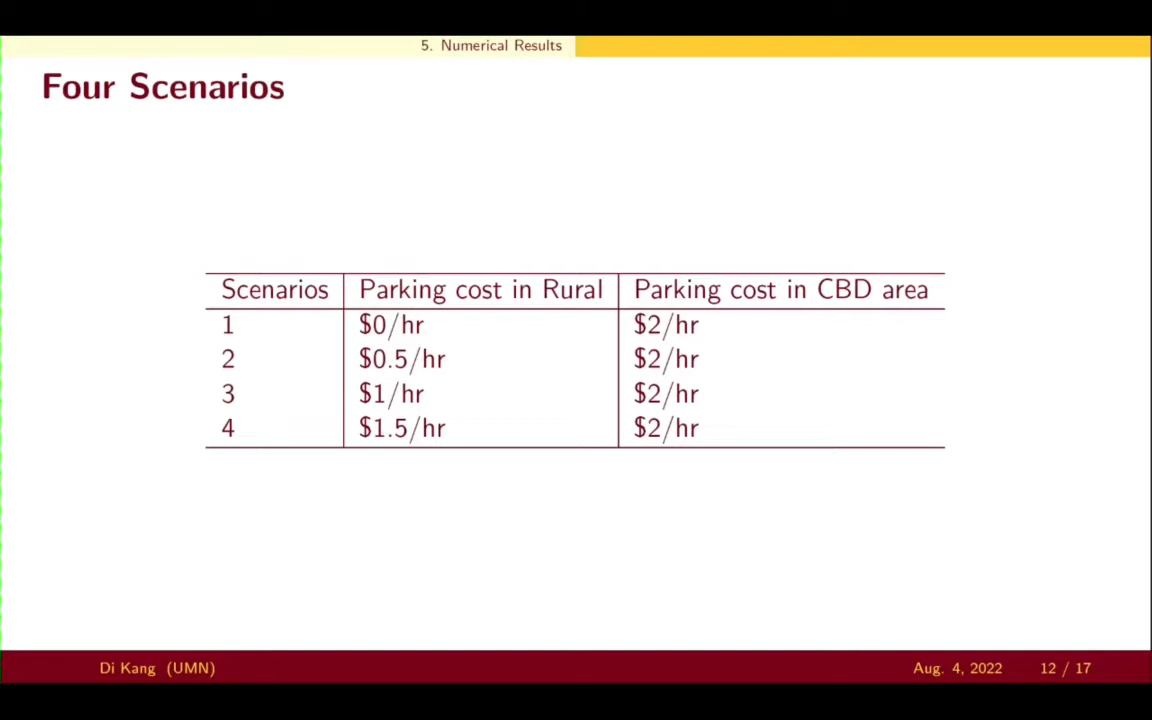 5. Numerical Results
Four Scenarios
Scenarios Parking cost in Rural Parking cost in CBD area
1 $0/hr $2/hr
2 $0.5/hr $2/hr
3 $1/hr $2/hr
4 $1.5/hr $2/hr
Di Kang (UMN) Aug. 4, 2022 12 / 17